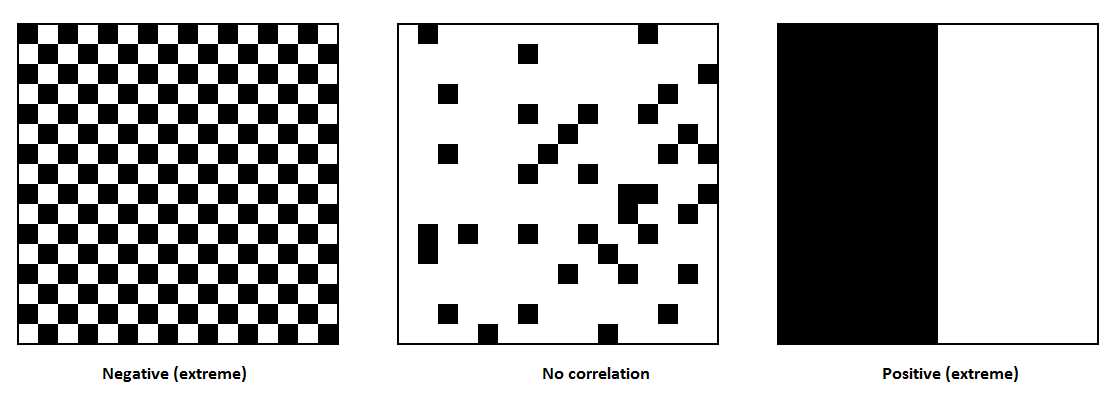 Negative (extreme)
No correlation
Positive (extreme)